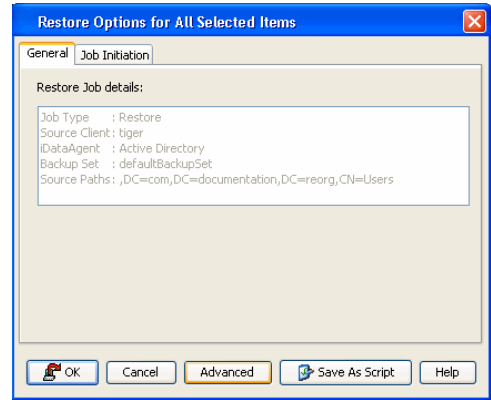 Restore Options for All Selected Items
General Job Initiation
Restore Job details:
Job Type : Restore
Source Client : tiger
iDataAgent : Active Directory
Backup Set : defaultBackupSet
Source Paths : ,DC=com,DC=documentation,DC=reorg,CN=Users
OK Cancel Advanced Save As Script Help